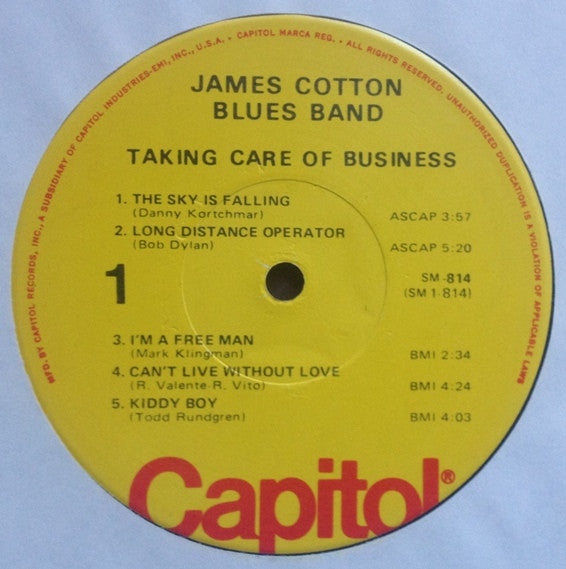 MFG. BY CAPITOL RECORDS, INC., A SUBSIDIARY OF CAPITOL INDUSTRIES-EMI, INC., U.S.A. • CAPITOL MARCA REG. • ALL RIGHTS RESERVED. UNAUTHORIZED DUPLICATION IS A VIOLATION OF APPLICABLE LAWS
JAMES COTTON
BLUES BAND
TAKING CARE OF BUSINESS
1. THE SKY IS FALLING
(Danny Kortchmar) ASCAP 3:57
2. LONG DISTANCE OPERATOR
(Bob Dylan) ASCAP 5:20
1
SM-814
(SM 1-814)
3. I'M A FREE MAN
(Mark Klingman) BMI 2:34
4. CAN'T LIVE WITHOUT LOVE
(R. Valente-R. Vito) BMI 4:24
5. KIDDY BOY
(Todd Rundgren) BMI 4:03
Capitol®